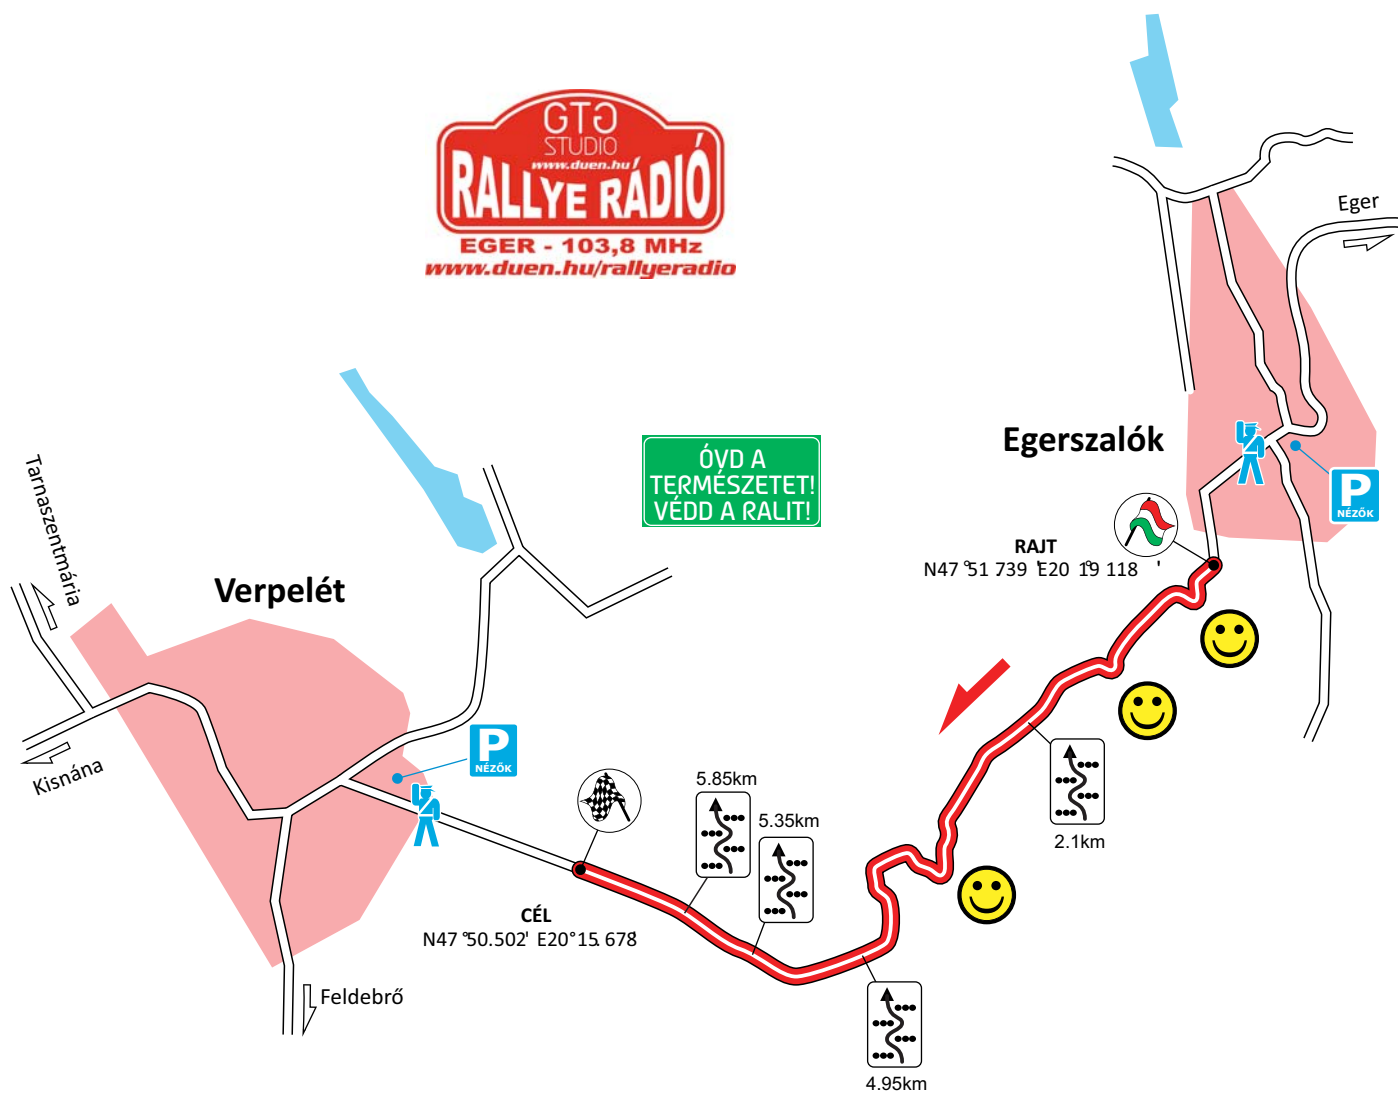 GTG
STUDIO
www.duen.hu/
RALLYE RÁDIÓ
EGER - 103,8 MHz
www.duen.hu/rallyeradio
Eger
Egerszalók
P
NÉZŐK
ÓVD A
TERMÉSZETET!
VÉDD A RALIT!
RAJT
N47 °51 739 'E20 °19 118 '
Tarnaszentmária
Verpelét
Kisnána
P
NÉZŐK
5.85km
5.35km
2.1km
CÉL
N47 °50.502' E20°15.678'
Feldebrő
4.95km